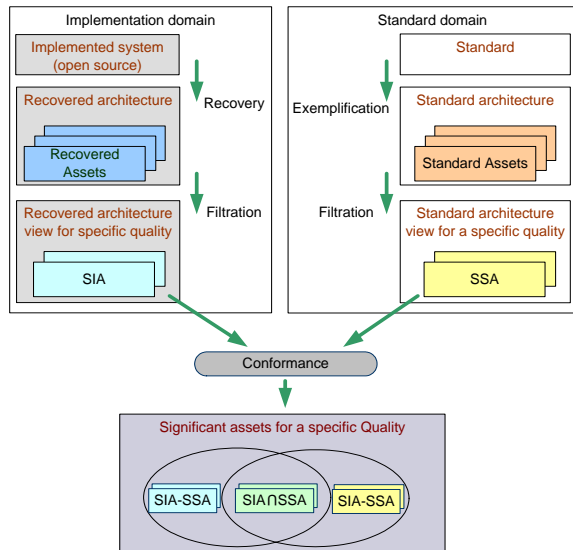 Implementation domain
Implemented system
(open source)
Recovery
Recovered architecture
Recovered
Assets
Filtration
Recovered architecture
view for specific quality
SIA
Standard domain
Standard
Exemplification
Standard architecture
Standard Assets
Filtration
Standard architecture
view for a specific quality
SSA
Conformance
Significant assets for a specific Quality
SIA-SSA
SIA∩SSA
SIA-SSA